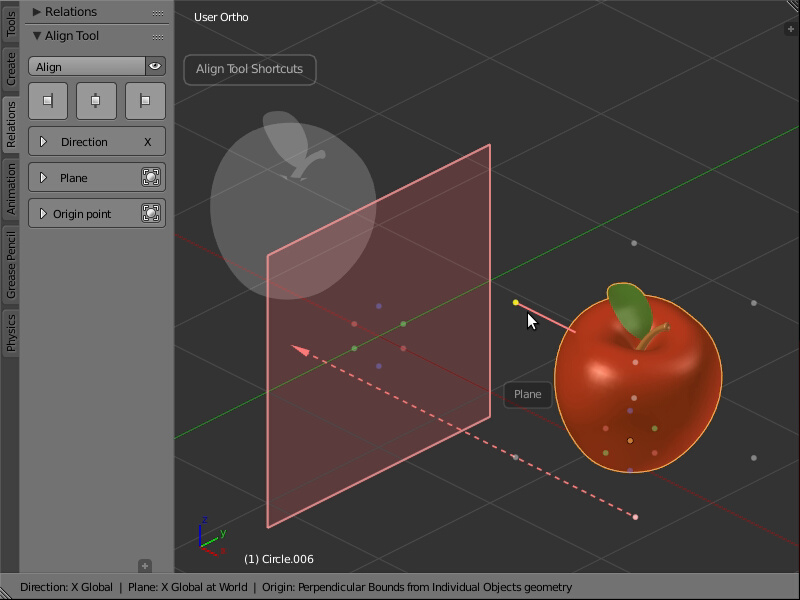 Tools
Create
Relations
Animation
Grease Pencil
Physics
Relations
Align Tool
Align
Direction X
Plane
Origin point
User Ortho
Align Tool Shortcuts
Plane
z
y
x
(1) Circle.006
Direction: X Global | Plane: X Global at World | Origin: Perpendicular Bounds from Individual Objects geometry